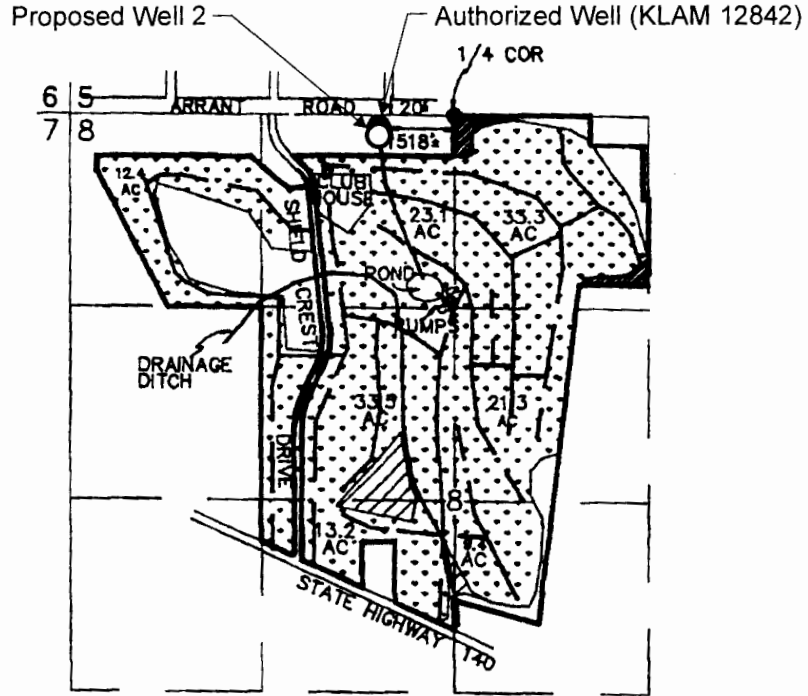 Proposed Well 2
Authorized Well (KLAM 12842)
1/4 COR
6 5
7 8
ARRANT ROAD
20'±
518'±
12.4
AC
CLUB
HOUSE
23.1
AC
33.3
AC
SHIELD
CREST
DRIVE
POND
PUMPS
DRAINAGE
DITCH
33.5
AC
21.3
AC
8
13.2
AC
AC
STATE HIGHWAY 140